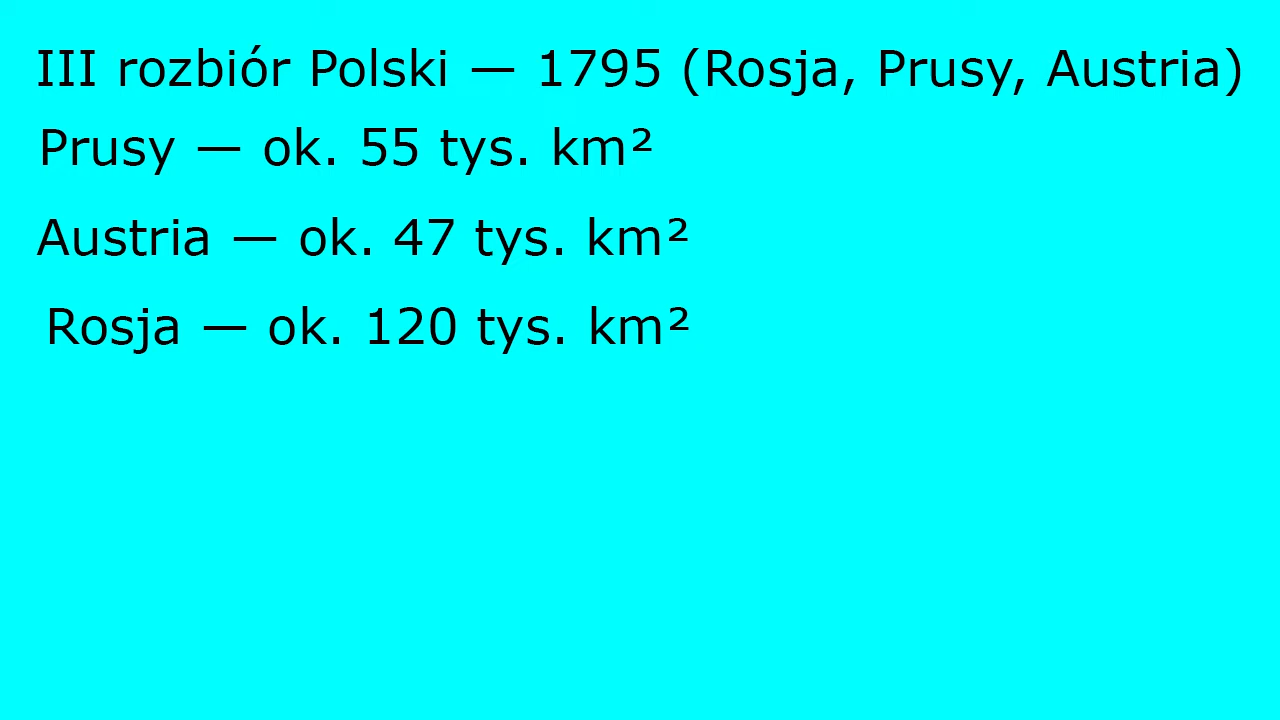 III rozbiór Polski — 1795 (Rosja, Prusy, Austria)
Prusy — ok. 55 tys. km²
Austria — ok. 47 tys. km²
Rosja — ok. 120 tys. km²